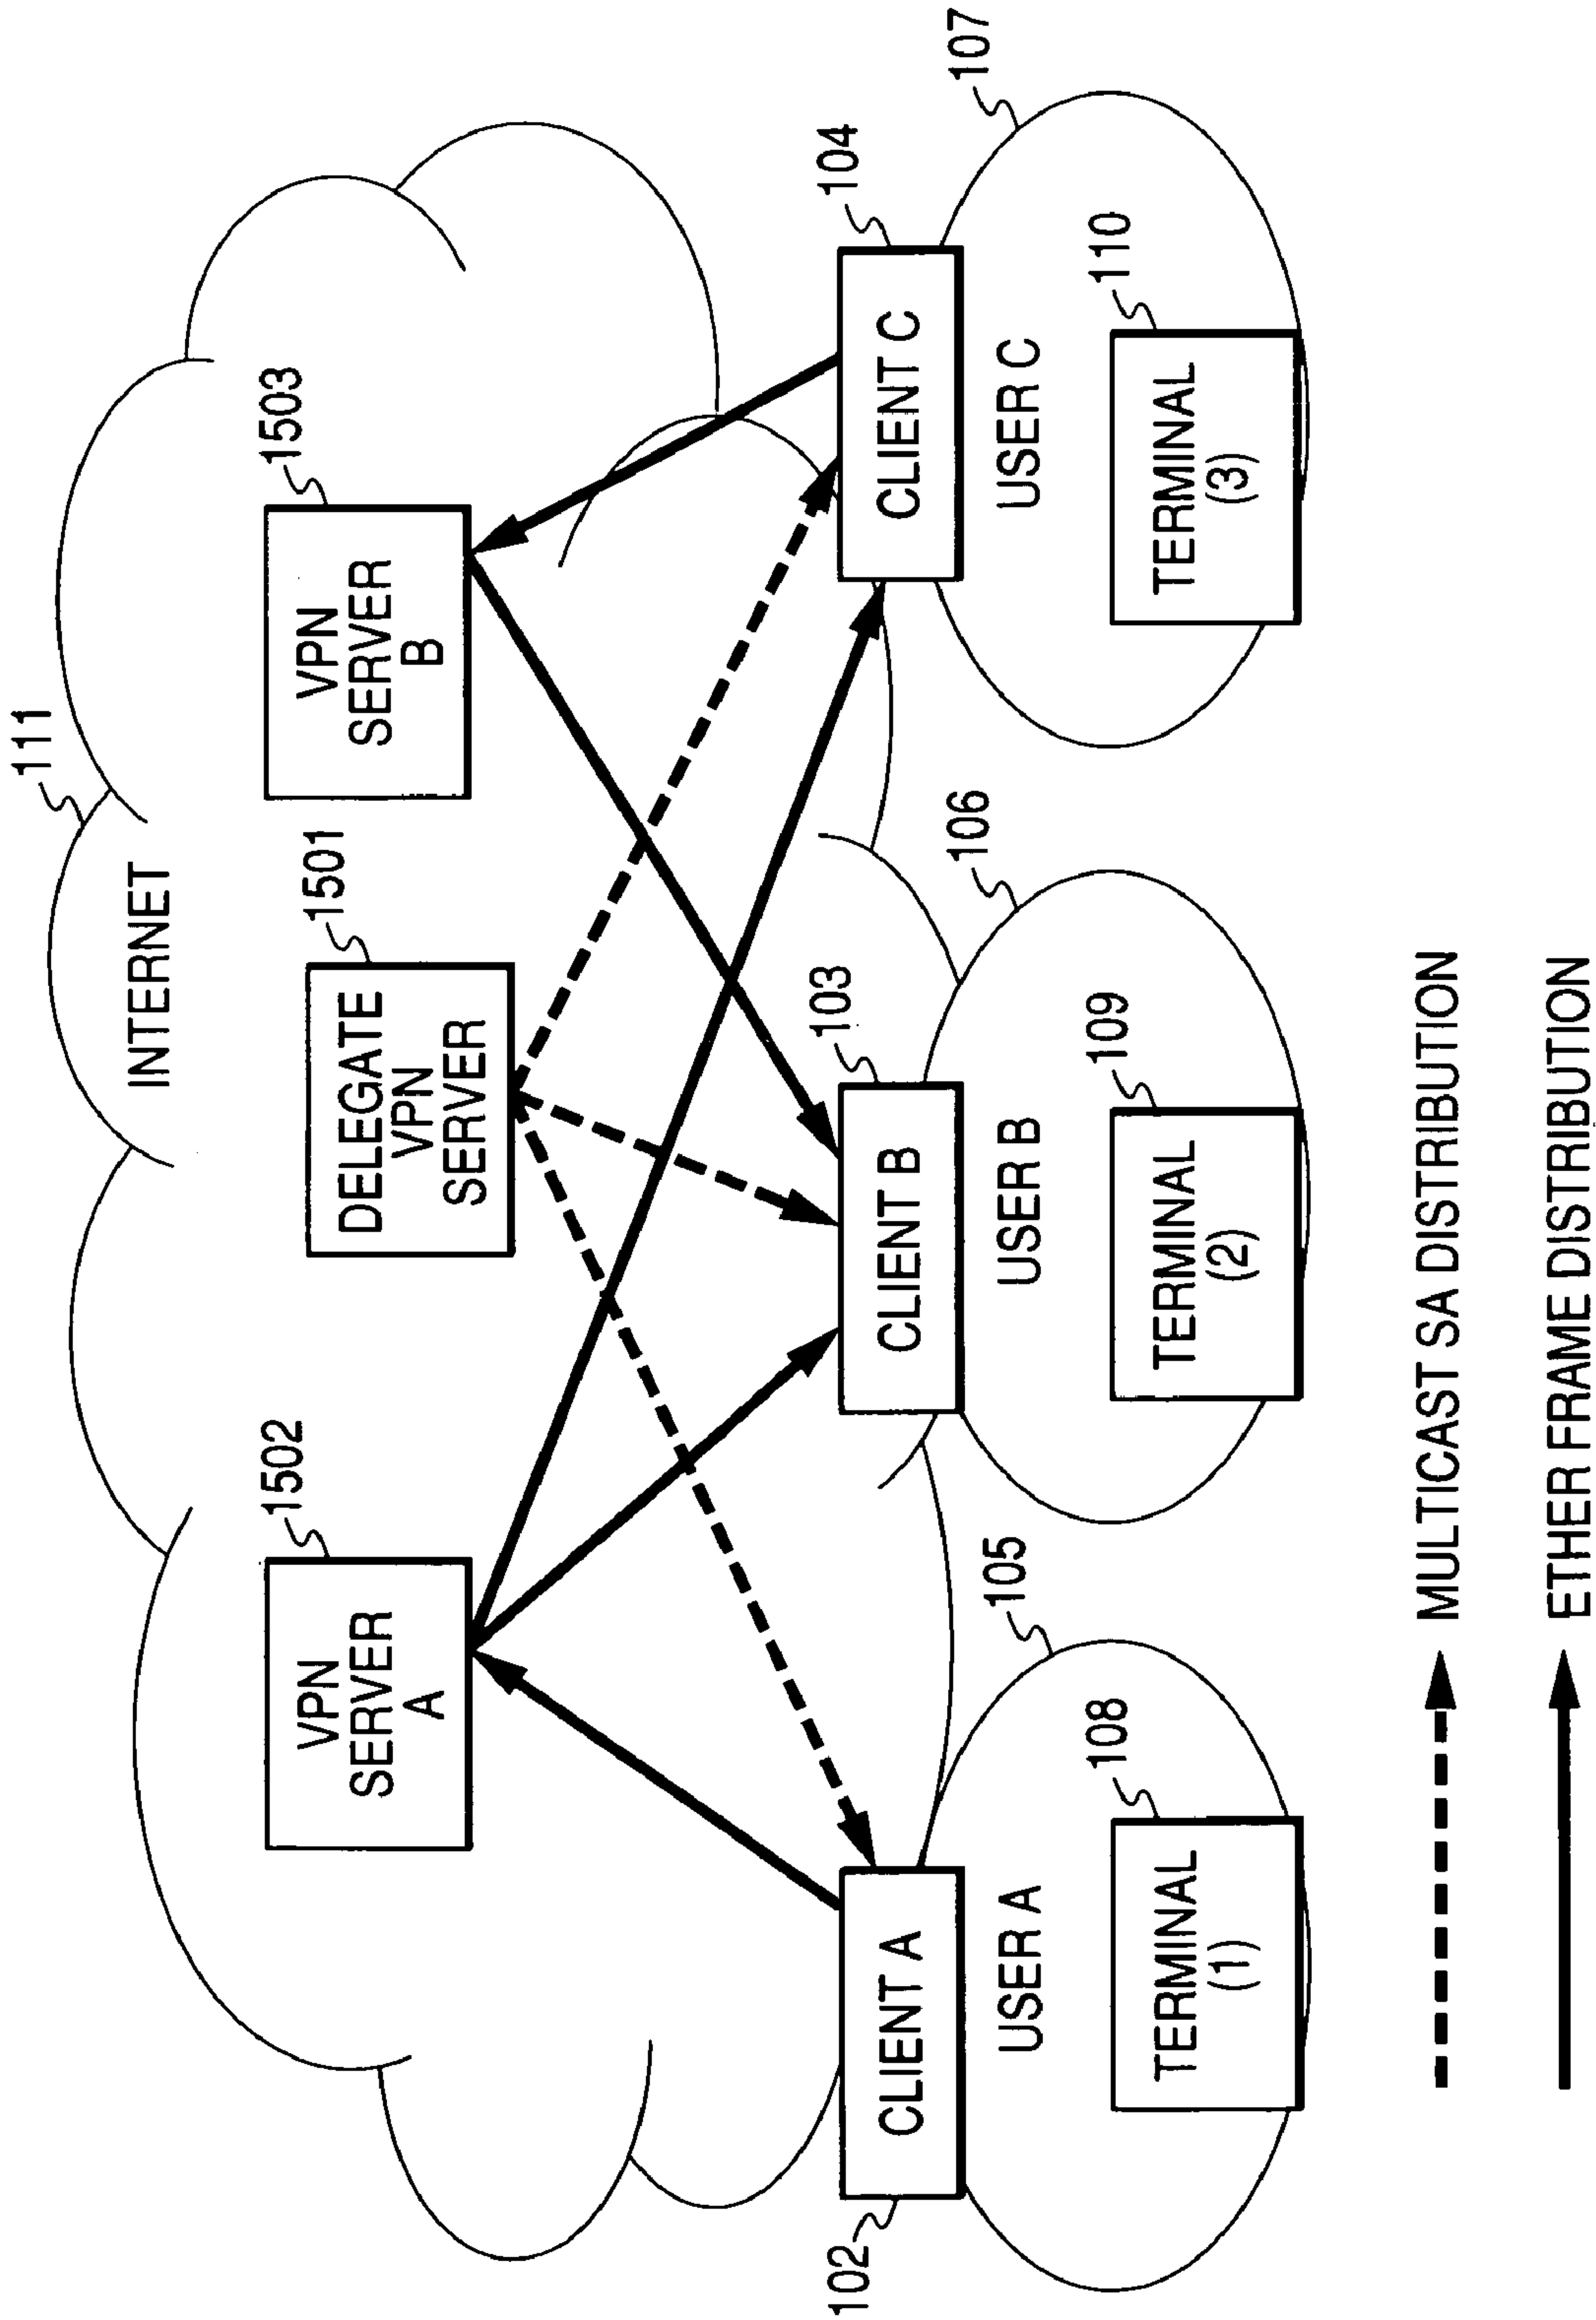 111
INTERNET
1502
VPN
SERVER
A
1501
DELEGATE
VPN
SERVER
1503
VPN
SERVER
B
102
CLIENT A
103
CLIENT B
104
CLIENT C
105
USER A
106
USER B
107
USER C
108
TERMINAL
(1)
109
TERMINAL
(2)
110
TERMINAL
(3)
MULTICAST SA DISTRIBUTION
ETHER FRAME DISTRIBUTION